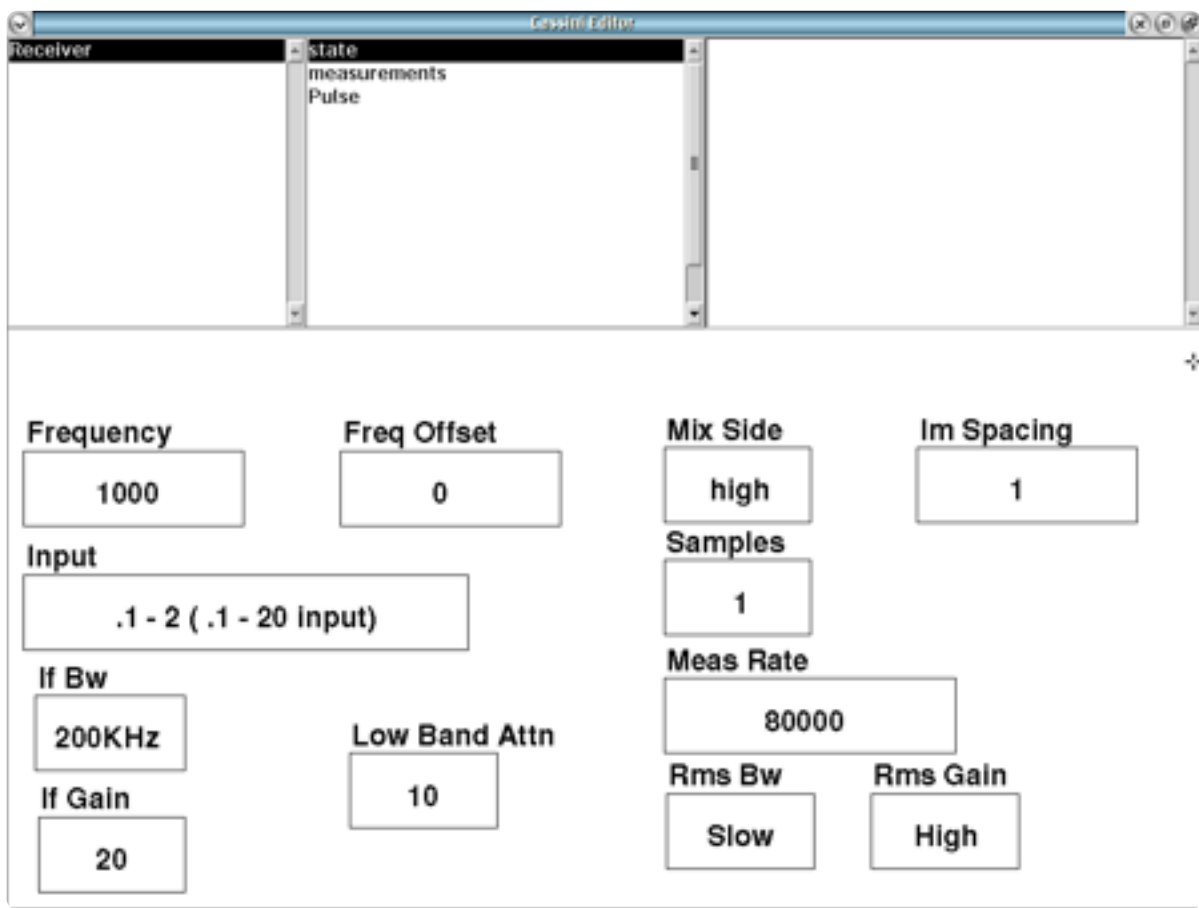 Cassini Editor
Receiver
state
measurements
Pulse
Frequency
1000
Freq Offset
0
Mix Side
high
Im Spacing
1
Input
.1 - 2 ( .1 - 20 input)
Samples
1
If Bw
200KHz
Low Band Attn
10
Meas Rate
80000
If Gain
20
Rms Bw
Slow
Rms Gain
High